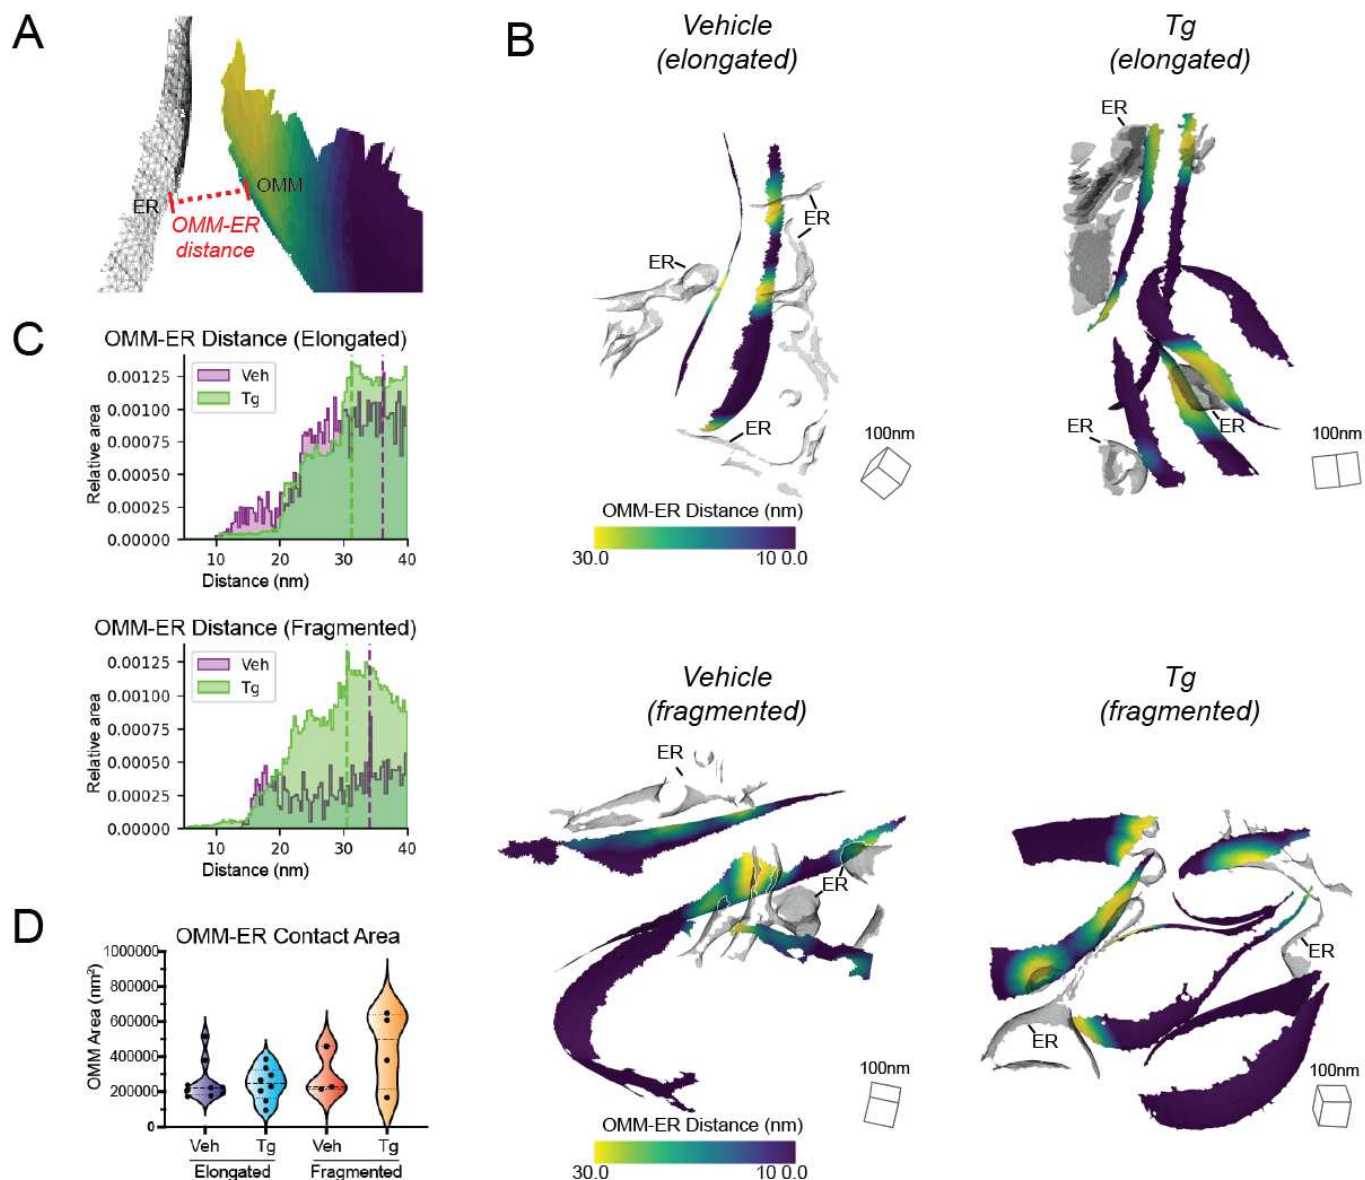 A
ER
OMM
OMM-ER
distance
B
Vehicle
(elongated)
ER
ER
ER
100nm
OMM-ER Distance (nm)
30.0
10 0.0
Tg
(elongated)
ER
ER
ER
100nm
C
OMM-ER Distance (Elongated)
Veh
Tg
0.00125
0.00100
0.00075
0.00050
0.00025
0.00000
Relative area
10 20 30 40
Distance (nm)
OMM-ER Distance (Fragmented)
Veh
Tg
0.00125
0.00100
0.00075
0.00050
0.00025
0.00000
Relative area
10 20 30 40
Distance (nm)
Vehicle
(fragmented)
ER
ER
100nm
OMM-ER Distance (nm)
30.0
10 0.0
Tg
(fragmented)
ER
ER
100nm
D
OMM-ER Contact Area
1000000
800000
600000
400000
200000
0
OMM Area (nm²)
Veh Tg Veh Tg
Elongated Fragmented